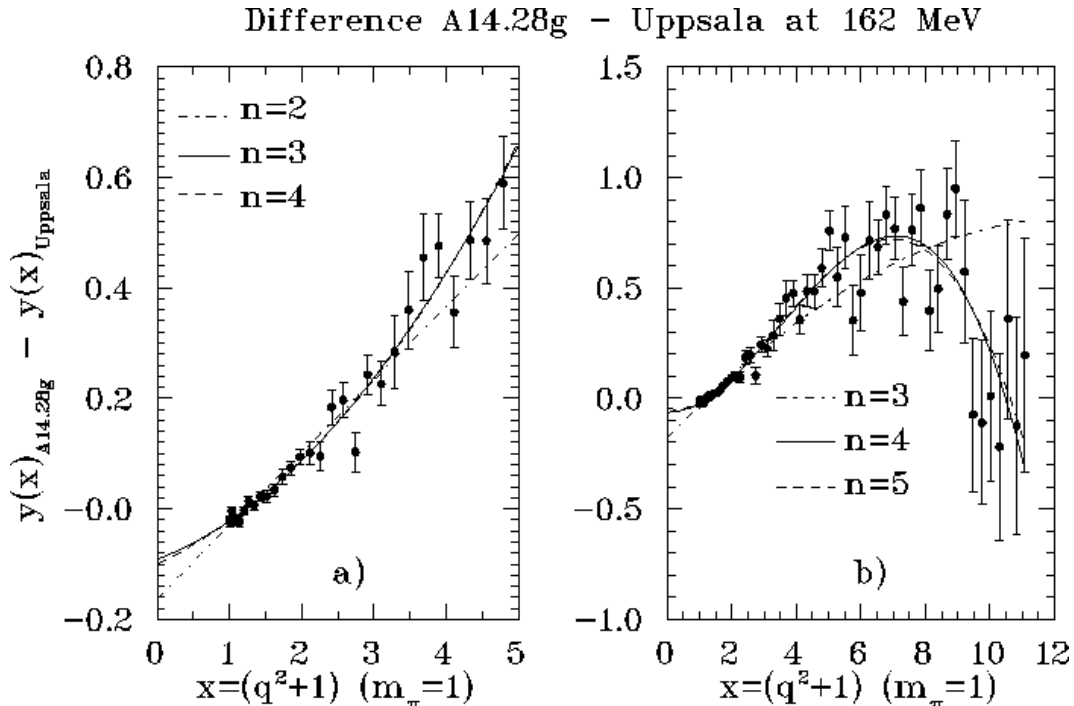 Difference A14.28g − Uppsala at 162 MeV
y(x)A14.28g − y(x)Uppsala
0.8
0.6
0.4
0.2
−0.0
−0.2
n=2
n=3
n=4
a)
0 1 2 3 4 5
x=(q²+1) (mπ=1)
1.5
1.0
0.5
0.0
−0.5
−1.0
n=3
n=4
n=5
b)
0 2 4 6 8 10 12
x=(q²+1) (mπ=1)